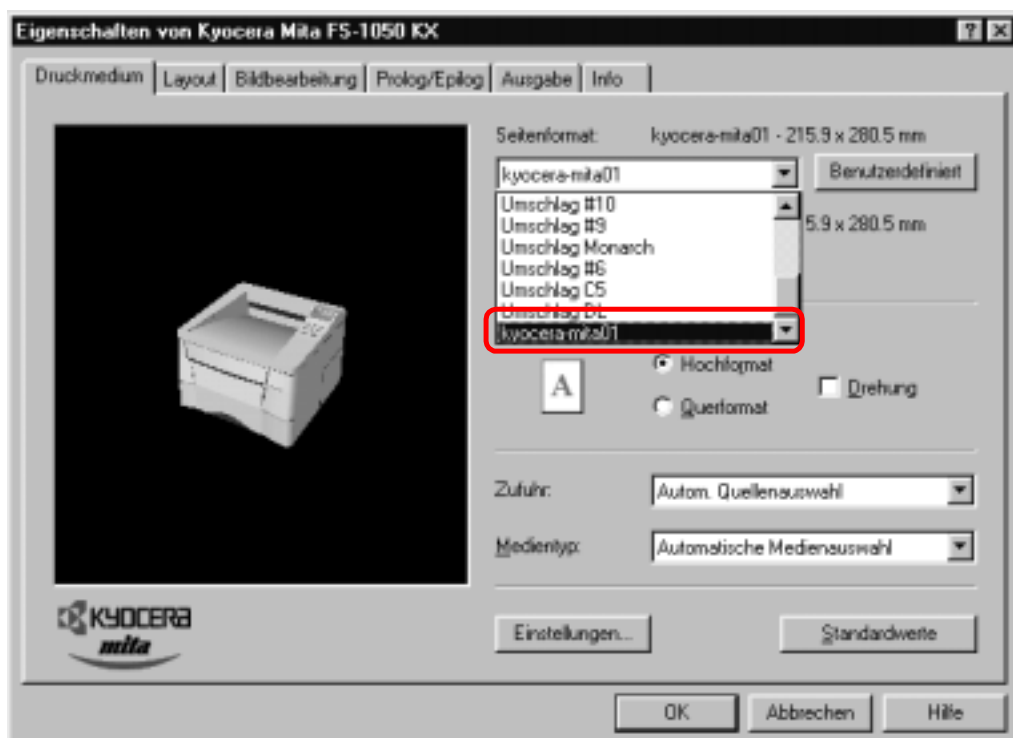 Eigenschaften von Kyocera Mita FS-1050 KX
Druckmedium Layout Bildbearbeitung Prolog/Epilog Ausgabe Info
Seitenformat: kyocera-mita01 - 215.9 x 280.5 mm
kyocera-mita01 Benutzerdefiniert
Umschlag #10
Umschlag #9 5.9 x 280.5 mm
Umschlag Monarch
Umschlag #6
Umschlag C5
Umschlag DL
kyocera-mita01
A Hochformat
Drehung
Querformat
Zufuhr: Autom. Quellenauswahl
Medientyp: Automatische Medienauswahl
KYOCERA
mita
Einstellungen... Standardwerte
OK Abbrechen Hilfe